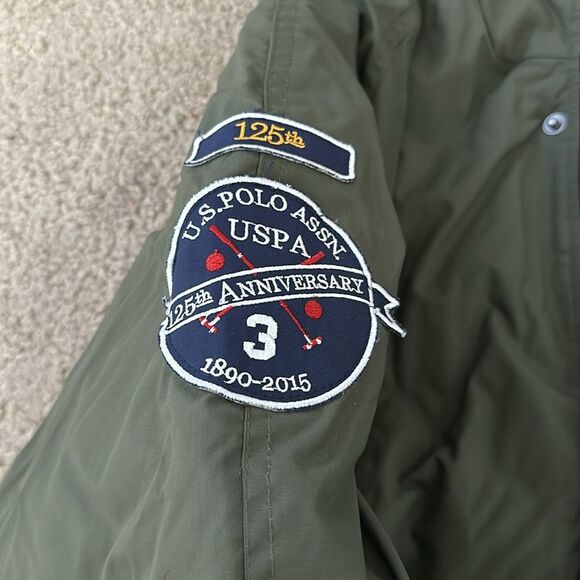 125th
U.S.POLO ASSN.
USPA
125th ANNIVERSARY
3
1890-2015